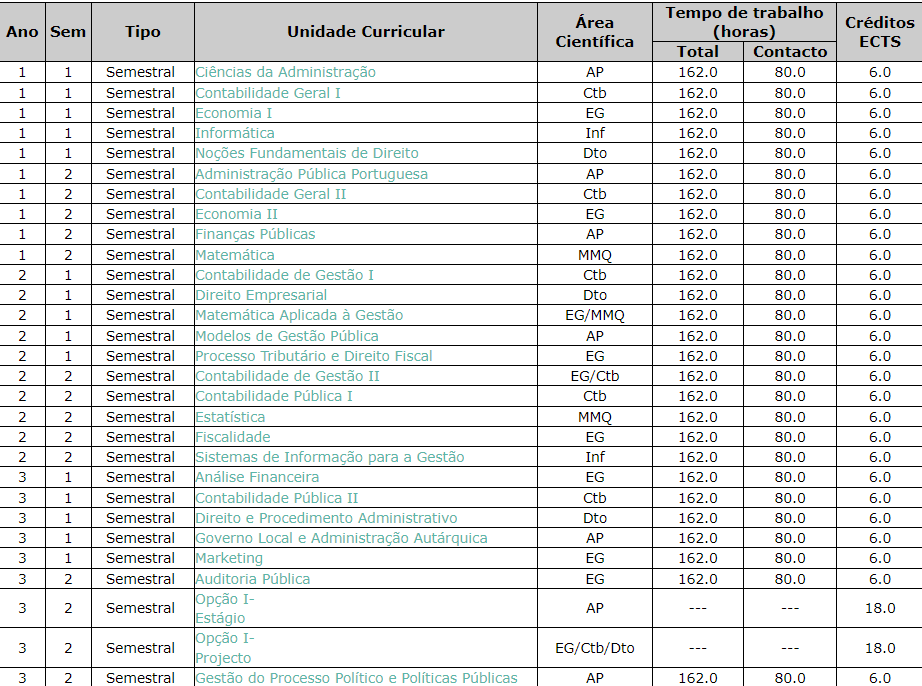 Ano Sem Tipo Unidade Curricular Área Científica Tempo de trabalho (horas) Créditos ECTS
Total Contacto
1 1 Semestral Ciências da Administração AP 162.0 80.0 6.0
1 1 Semestral Contabilidade Geral I Ctb 162.0 80.0 6.0
1 1 Semestral Economia I EG 162.0 80.0 6.0
1 1 Semestral Informática Inf 162.0 80.0 6.0
1 1 Semestral Noções Fundamentais de Direito Dto 162.0 80.0 6.0
1 2 Semestral Administração Pública Portuguesa AP 162.0 80.0 6.0
1 2 Semestral Contabilidade Geral II Ctb 162.0 80.0 6.0
1 2 Semestral Economia II EG 162.0 80.0 6.0
1 2 Semestral Finanças Públicas AP 162.0 80.0 6.0
1 2 Semestral Matemática MMQ 162.0 80.0 6.0
2 1 Semestral Contabilidade de Gestão I Ctb 162.0 80.0 6.0
2 1 Semestral Direito Empresarial Dto 162.0 80.0 6.0
2 1 Semestral Matemática Aplicada à Gestão EG/MMQ 162.0 80.0 6.0
2 1 Semestral Modelos de Gestão Pública AP 162.0 80.0 6.0
2 1 Semestral Processo Tributário e Direito Fiscal EG 162.0 80.0 6.0
2 2 Semestral Contabilidade de Gestão II EG/Ctb 162.0 80.0 6.0
2 2 Semestral Contabilidade Pública I Ctb 162.0 80.0 6.0
2 2 Semestral Estatística MMQ 162.0 80.0 6.0
2 2 Semestral Fiscalidade EG 162.0 80.0 6.0
2 2 Semestral Sistemas de Informação para a Gestão Inf 162.0 80.0 6.0
3 1 Semestral Análise Financeira EG 162.0 80.0 6.0
3 1 Semestral Contabilidade Pública II Ctb 162.0 80.0 6.0
3 1 Semestral Direito e Procedimento Administrativo Dto 162.0 80.0 6.0
3 1 Semestral Governo Local e Administração Autárquica AP 162.0 80.0 6.0
3 1 Semestral Marketing EG 162.0 80.0 6.0
3 2 Semestral Auditoria Pública EG 162.0 80.0 6.0
3 2 Semestral Opção I- Estágio AP --- --- 18.0
3 2 Semestral Opção I- Projecto EG/Ctb/Dto --- --- 18.0
3 2 Semestral Gestão do Processo Político e Políticas Públicas AP 162.0 80.0 6.0